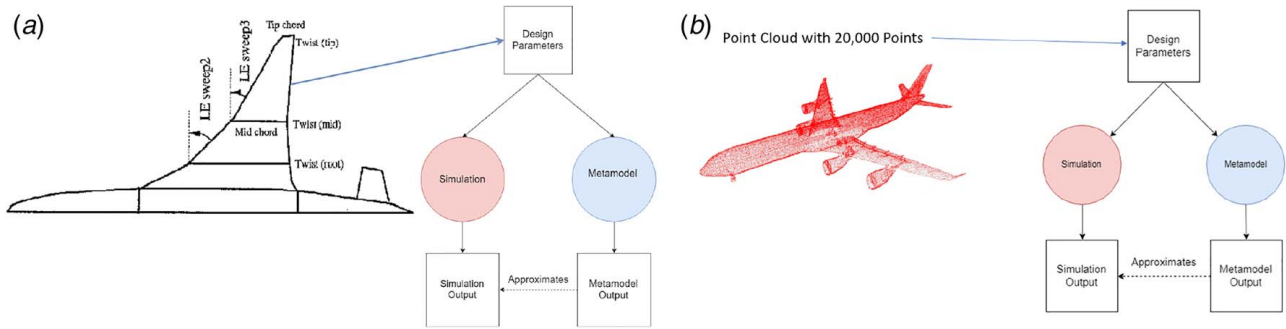 (a)
Tip chord
Twist (tip)
LE sweep3
LE sweep2
Mid chord
Twist (mid)
Twist (root)
Design
Parameters
Simulation
Metamodel
Simulation
Output
Approximates
Metamodel
Output
(b)
Point Cloud with 20,000 Points
Design
Parameters
Simulation
Metamodel
Simulation
Output
Approximates
Metamodel
Output